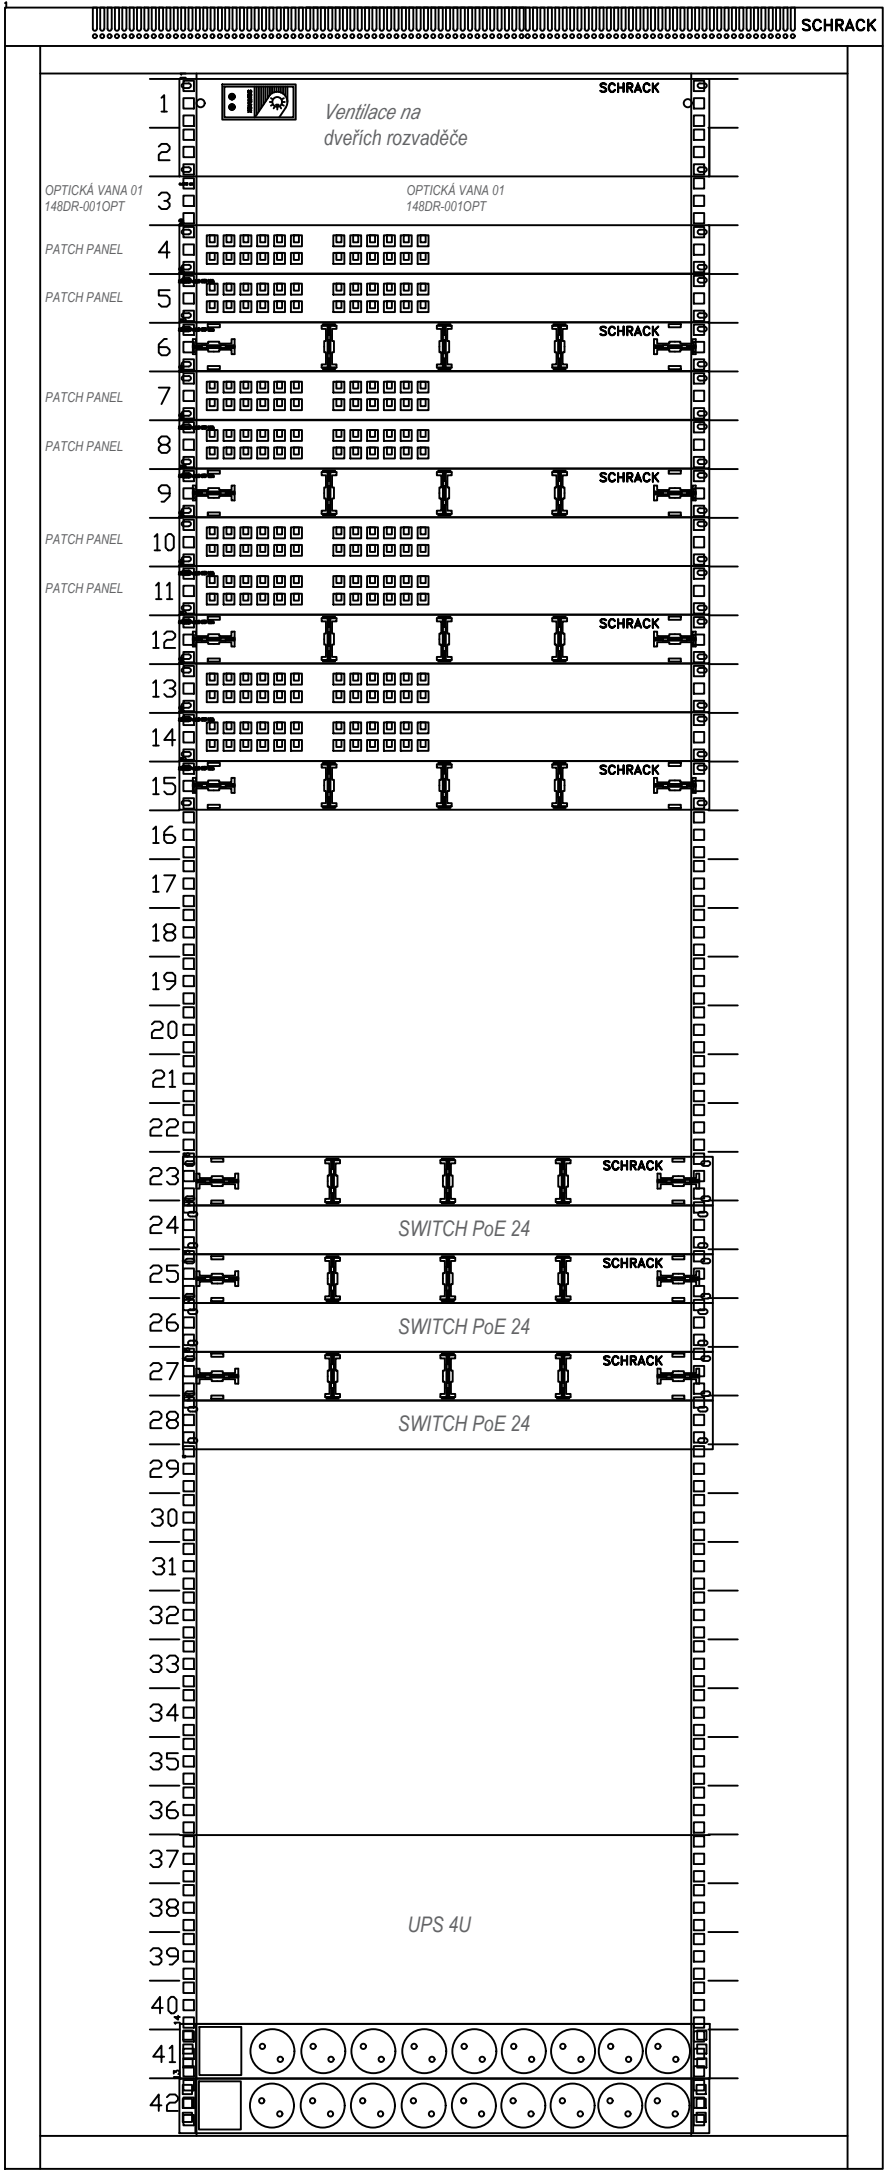 SCHRACK
1
SCHRACK
Ventilace na
dveřích rozvaděče
2
OPTICKÁ VANA 01
148DR-001OPT
3
OPTICKÁ VANA 01
148DR-001OPT
PATCH PANEL
4
PATCH PANEL
5
6
SCHRACK
PATCH PANEL
7
PATCH PANEL
8
9
SCHRACK
PATCH PANEL
10
PATCH PANEL
11
12
SCHRACK
13
14
15
SCHRACK
16
17
18
19
20
21
22
23
SCHRACK
24
SWITCH PoE 24
25
SCHRACK
26
SWITCH PoE 24
27
SCHRACK
28
SWITCH PoE 24
29
30
31
32
33
34
35
36
37
38
UPS 4U
39
40
14
41
13
42